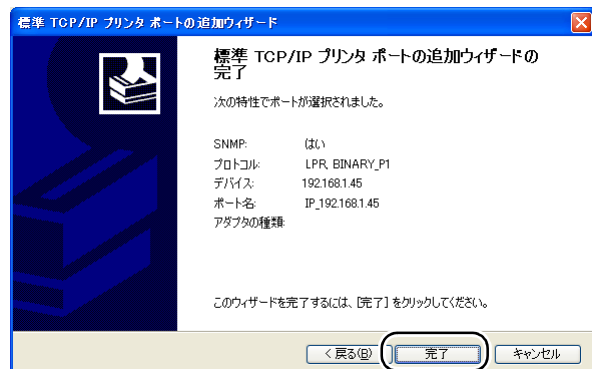 標準 TCP/IP プリンタ ポートの追加ウィザード
標準 TCP/IP プリンタ ポートの追加ウィザードの
完了
次の特性でポートが選択されました。
SNMP: はい
プロトコル: LPR, BINARY_P1
デバイス: 192.168.1.45
ポート名: IP_192.168.1.45
アダプタの種類:
このウィザードを完了するには、[完了] をクリックしてください。
< 戻る(B) 完了 キャンセル